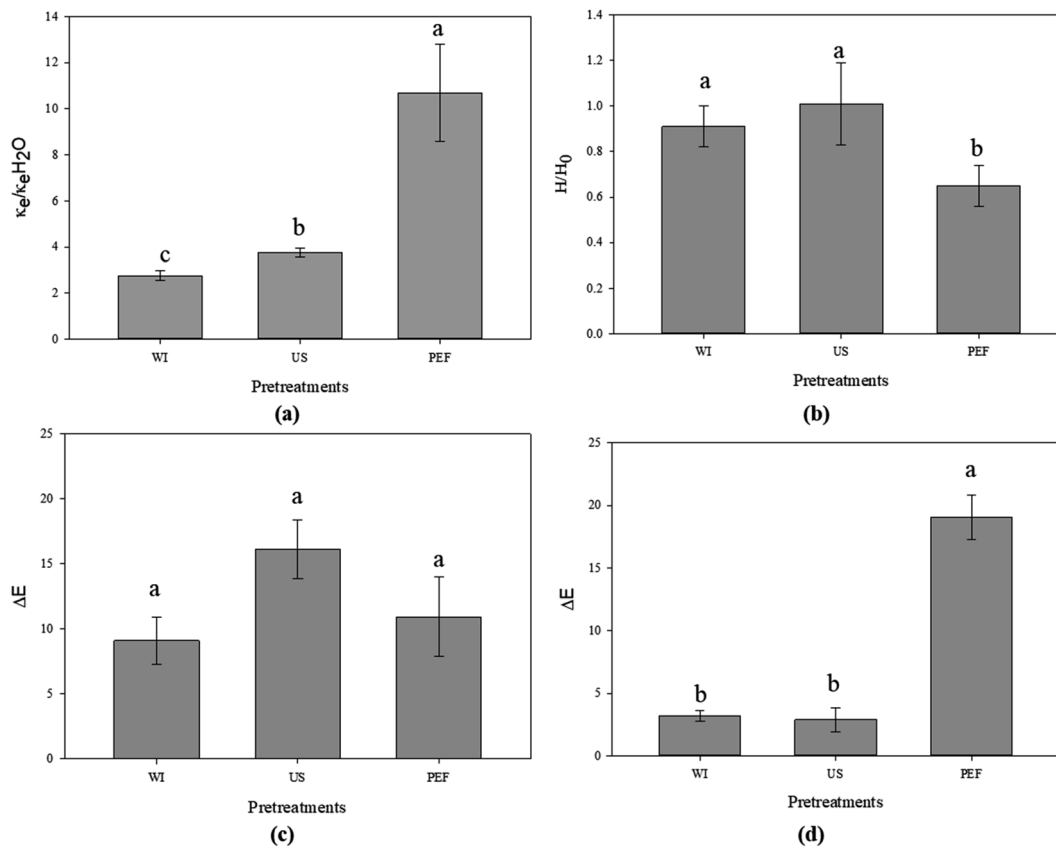 14
12
10
8
6
4
2
0
κe/κeH2O
c
b
a
WI
US
PEF
Pretreatments
(a)
1.4
1.2
1.0
0.8
0.6
0.4
0.2
0.0
H/H0
a
a
b
WI
US
PEF
Pretreatments
(b)
25
20
15
10
5
0
ΔE
a
a
a
WI
US
PEF
Pretreatments
(c)
25
20
15
10
5
0
ΔE
b
b
a
WI
US
PEF
Pretreatments
(d)